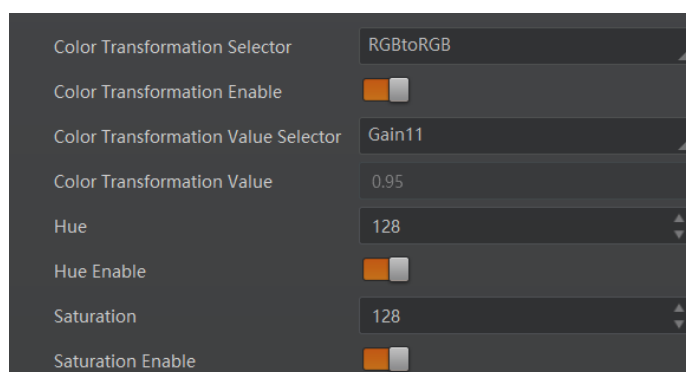 Color Transformation Selector RGBtoRGB
Color Transformation Enable
Color Transformation Value Selector Gain11
Color Transformation Value 0.95
Hue 128
Hue Enable
Saturation 128
Saturation Enable